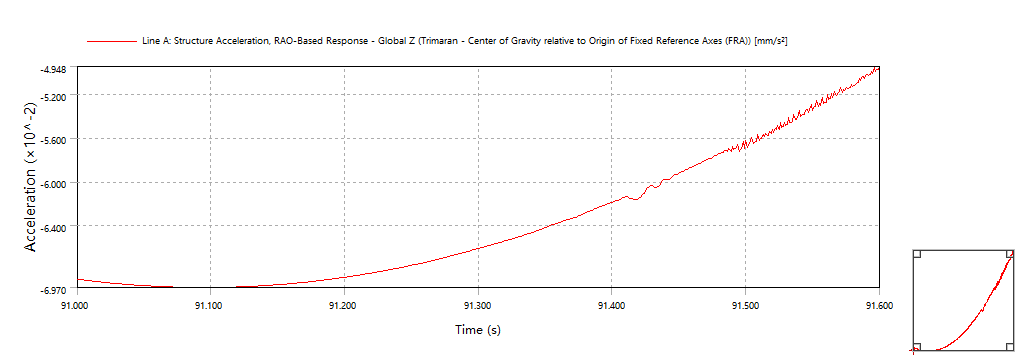 Line A: Structure Acceleration, RAO-Based Response - Global Z (Trimaran - Center of Gravity relative to Origin of Fixed Reference Axes (FRA)) [mm/s²]
Acceleration (×10^-2)
-4.948
-5.200
-5.600
-6.000
-6.400
-6.970
91.000 91.100 91.200 91.300 91.400 91.500 91.600
Time (s)